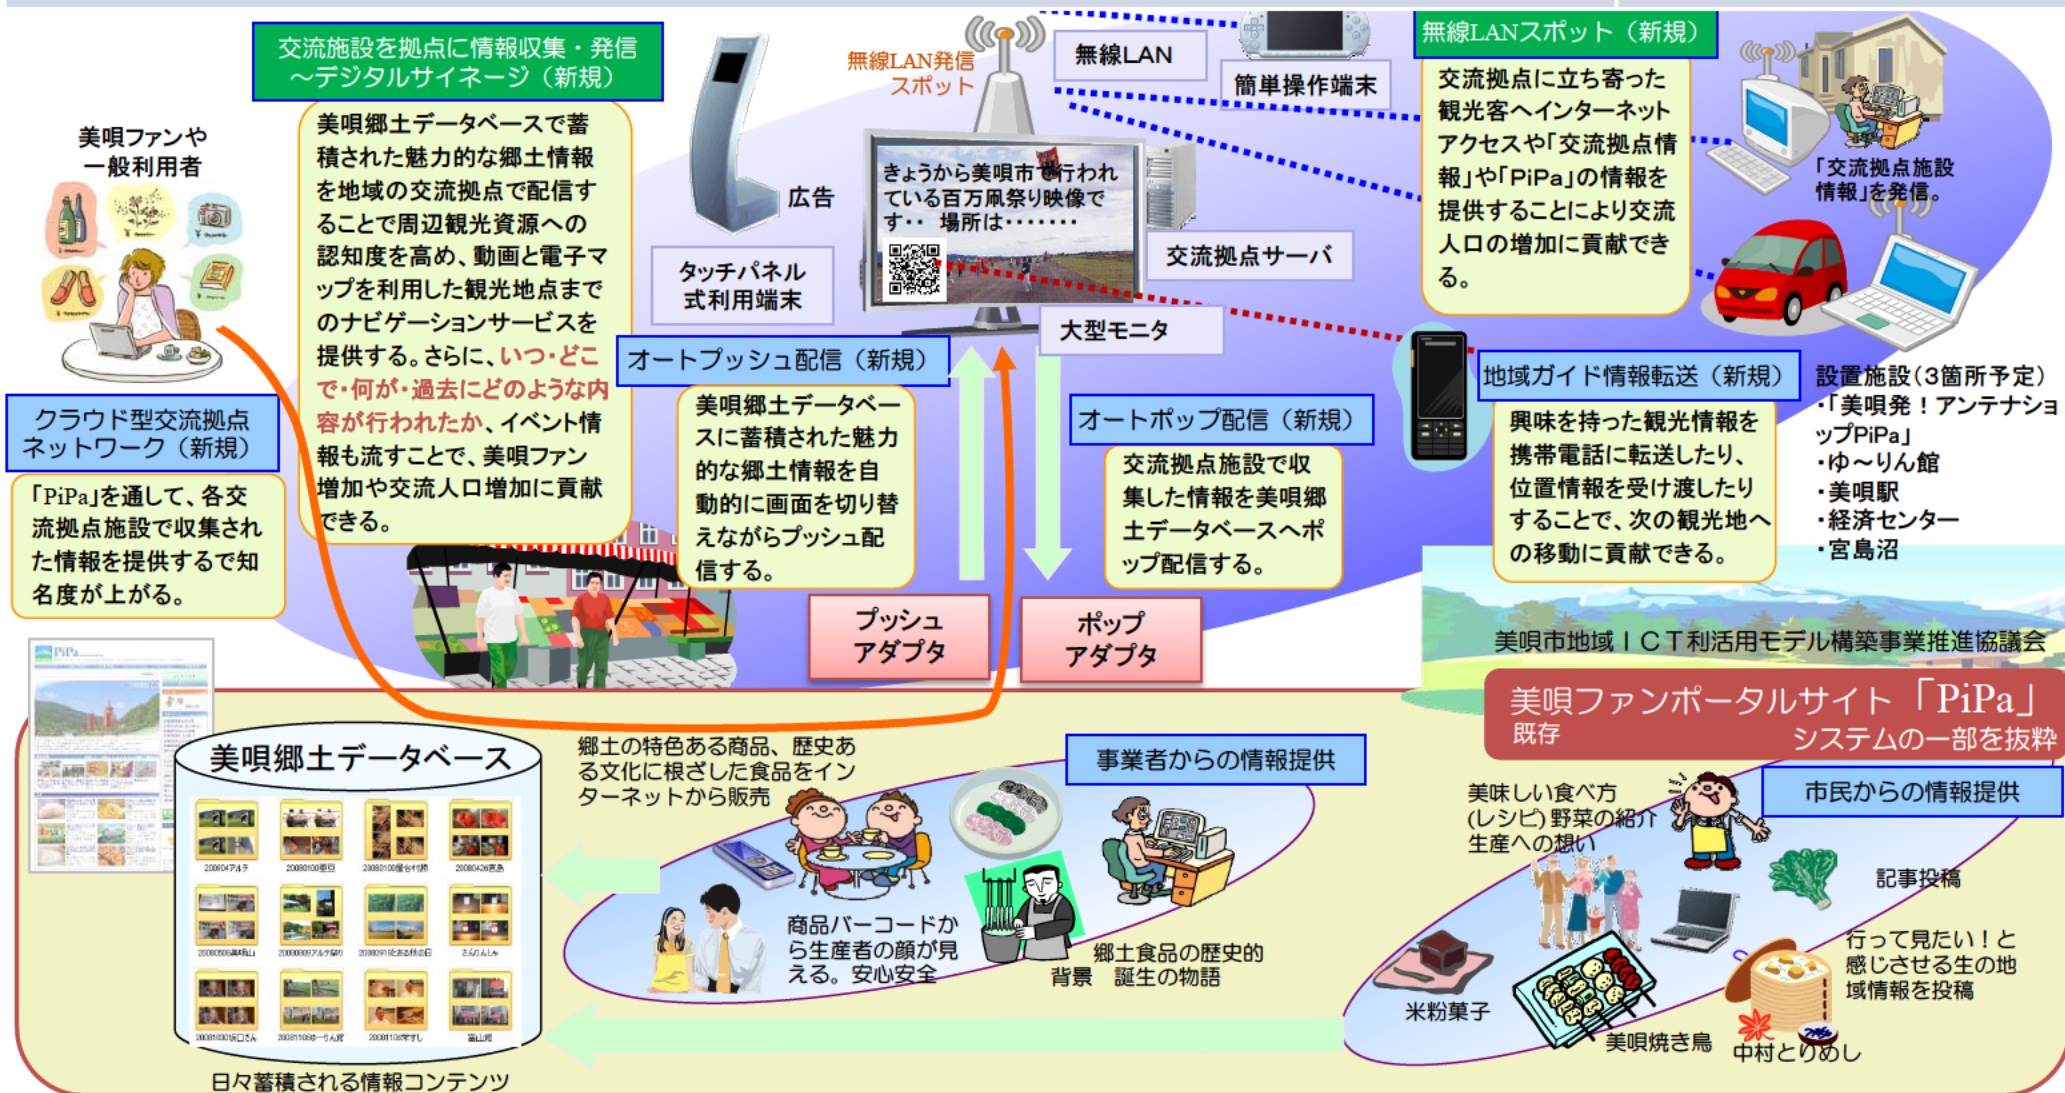 交流施設を拠点に情報収集・発信
～デジタルサイネージ（新規）
美唄郷土データベースで蓄
積された魅力的な郷土情報
を地域の交流拠点で配信す
ることで周辺観光資源への
認知度を高め、動画と電子マ
ップを利用した観光地点まで
のナビゲーションサービスを
提供する。さらに、いつ・どこ
で・何が・過去にどのような内
容が行われたか、イベント情
報も流すことで、美唄ファン
増加や交流人口増加に貢献
できる。
美唄ファンや
一般利用者
クラウド型交流拠点
ネットワーク（新規）
「PiPa」を通して、各交
流拠点施設で収集され
た情報を提供するで知
名度が上がる。
広告
タッチパネル
式利用端末
無線LAN発信
スポット
無線LAN
簡単操作端末
きょうから美唄市で行われ
ている百万凧祭り映像で
す・・ 場所は・・・・・・・
交流拠点サーバ
大型モニタ
無線LANスポット（新規）
交流拠点に立ち寄った
観光客へインターネット
アクセスや「交流拠点情
報」や「PiPa」の情報を
提供することにより交流
人口の増加に貢献でき
る。
「交流拠点施設
情報」を発信。
オートプッシュ配信（新規）
美唄郷土データベー
スに蓄積された魅力
的な郷土情報を自
動的に画面を切り替
えながらプッシュ配
信する。
オートポップ配信（新規）
交流拠点施設で収
集した情報を美唄郷
土データベースへポ
ップ配信する。
地域ガイド情報転送（新規）
興味を持った観光情報を
携帯電話に転送したり、
位置情報を受け渡したり
することで、次の観光地へ
の移動に貢献できる。
設置施設（３箇所予定）
・「美唄発！アンテナショ
ップPiPa」
・ゆ～りん館
・美唄駅
・経済センター
・宮島沼
プッシュ
アダプタ
ポップ
アダプタ
美唄市地域ＩＣＴ利活用モデル構築事業推進協議会
美唄ファンポータルサイト「PiPa」
既存
システムの一部を抜粋
PiPa
美唄郷土データベース
200804アルテ
20080100亜豆
20080426宮島
さんりんしゃ
富山館
日々蓄積される情報コンテンツ
郷土の特色ある商品、歴史あ
る文化に根ざした食品をイン
ターネットから販売
事業者からの情報提供
商品バーコードか
ら生産者の顔が見
える。安心安全
郷土食品の歴史的
背景　誕生の物語
市民からの情報提供
美味しい食べ方
(レシピ)野菜の紹介
生産への想い
記事投稿
行って見たい！と
感じさせる生の地
域情報を投稿
米粉菓子
美唄焼き鳥
中村とりめし